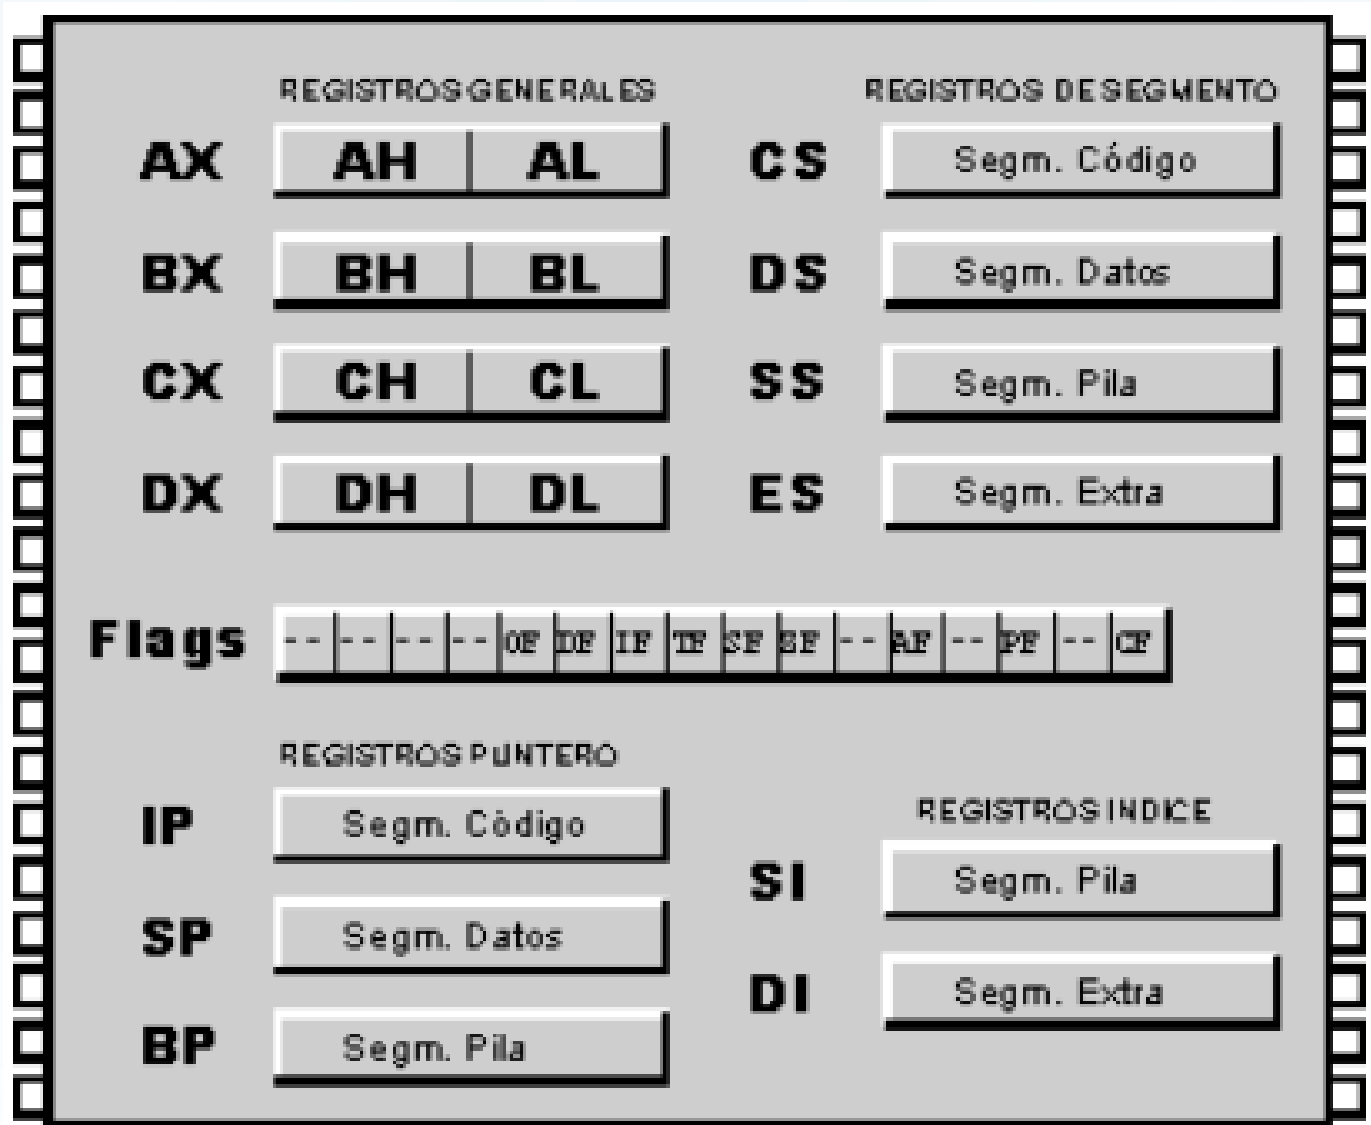 REGISTROS GENERALES
AX AH AL
BX BH BL
CX CH CL
DX DH DL
REGISTROS DE SEGMENTO
CS Segm. Código
DS Segm. Datos
SS Segm. Pila
ES Segm. Extra
Flags -- -- -- -- OF DF IF TF SF SF -- AF -- PF -- CF
REGISTROS PUNTERO
IP Segm. Código
SP Segm. Datos
BP Segm. Pila
REGISTROS INDICE
SI Segm. Pila
DI Segm. Extra